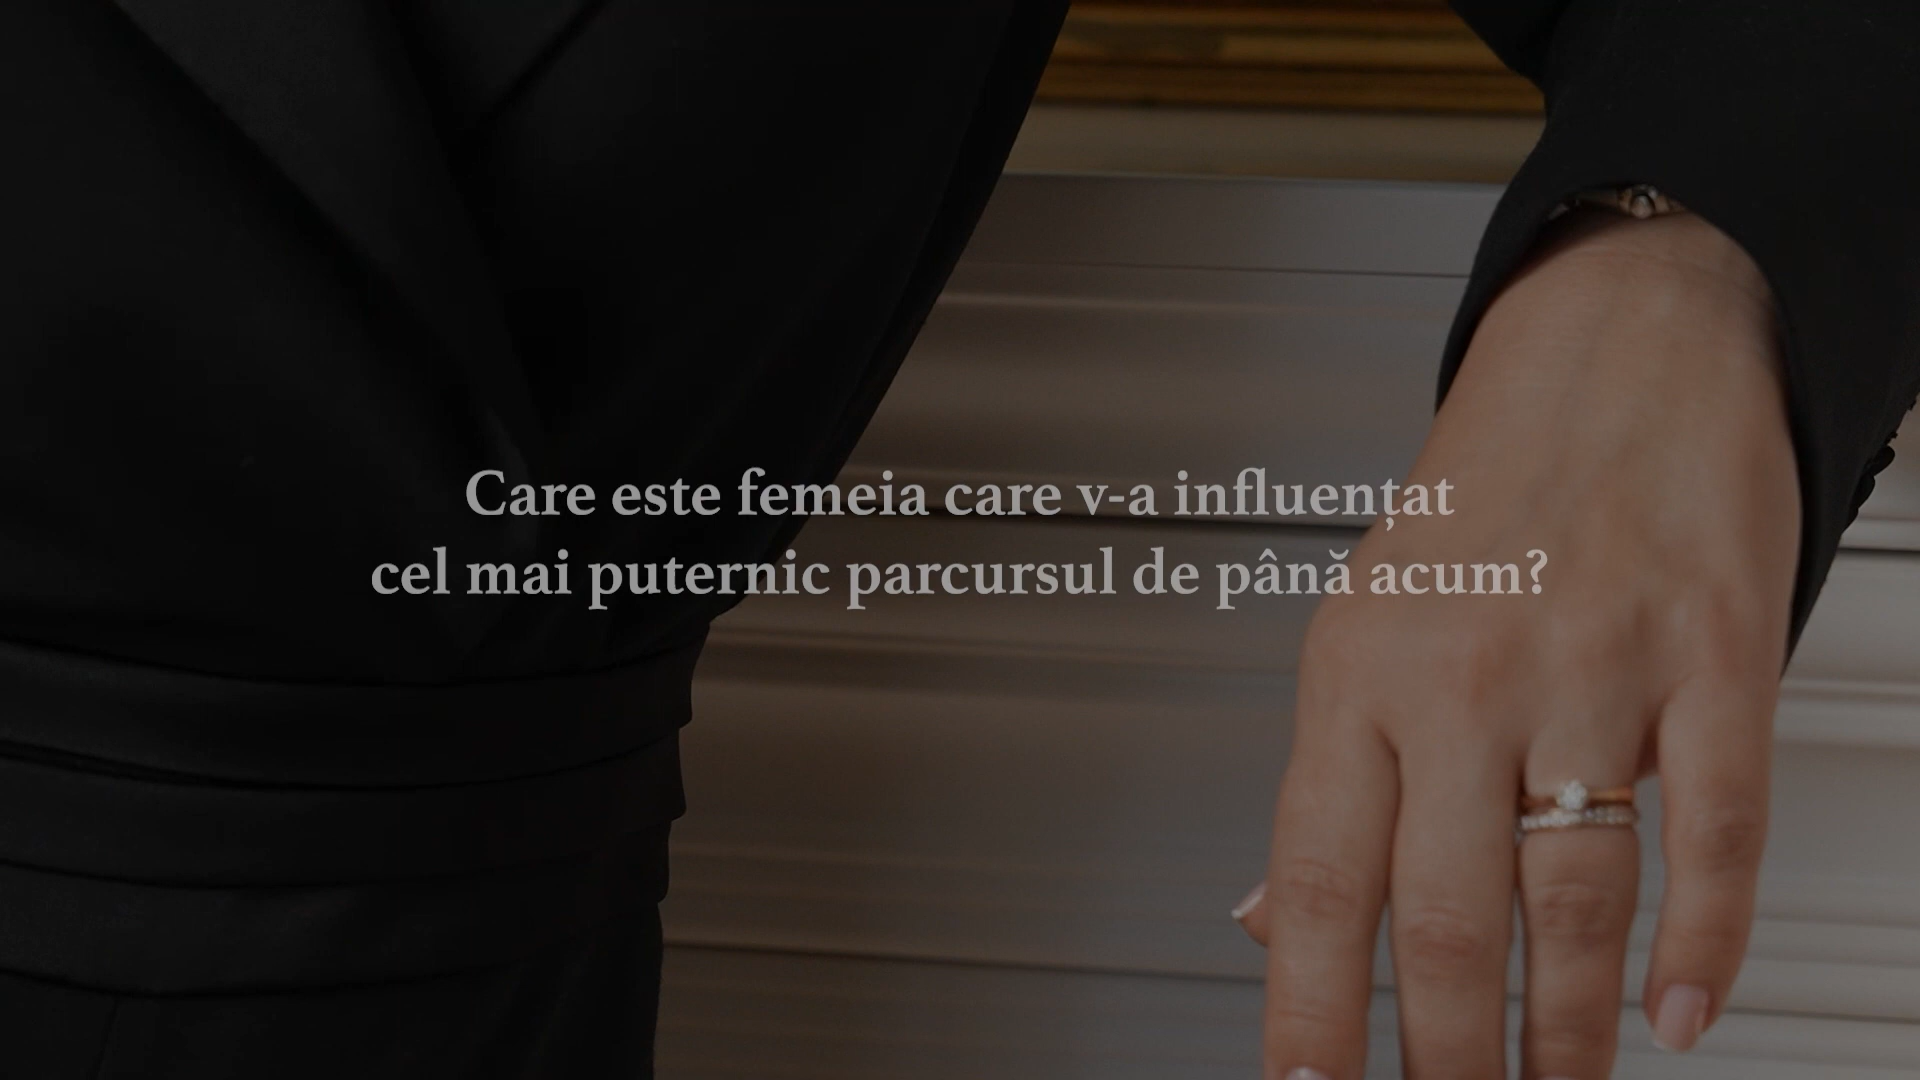 Care este femeia care v-a influențat
cel mai puternic parcursul de până acum?